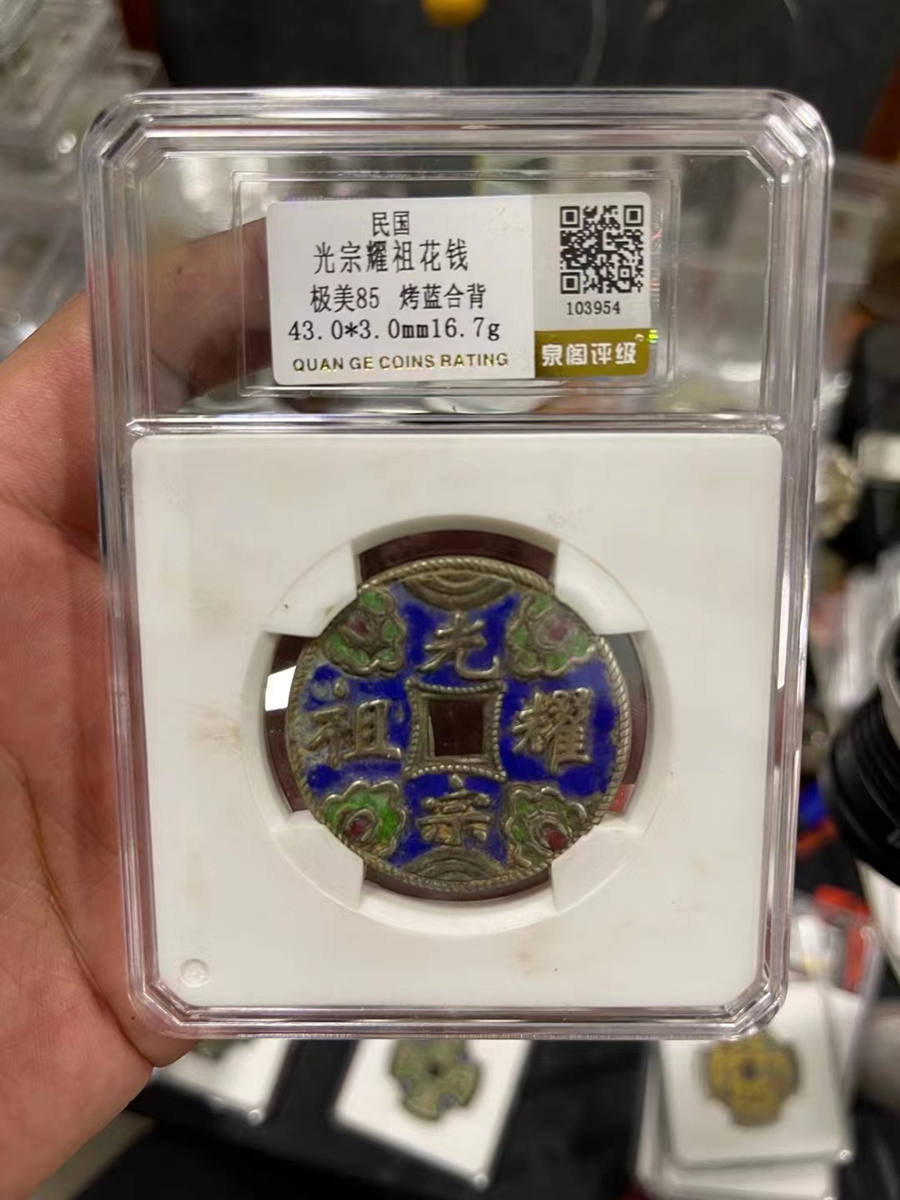 民国
光宗耀祖花钱
极美85 烤蓝合背
43.0*3.0mm16.7g
QUAN GE COINS RATING
103954
泉阁评级
光
祖 耀
宗